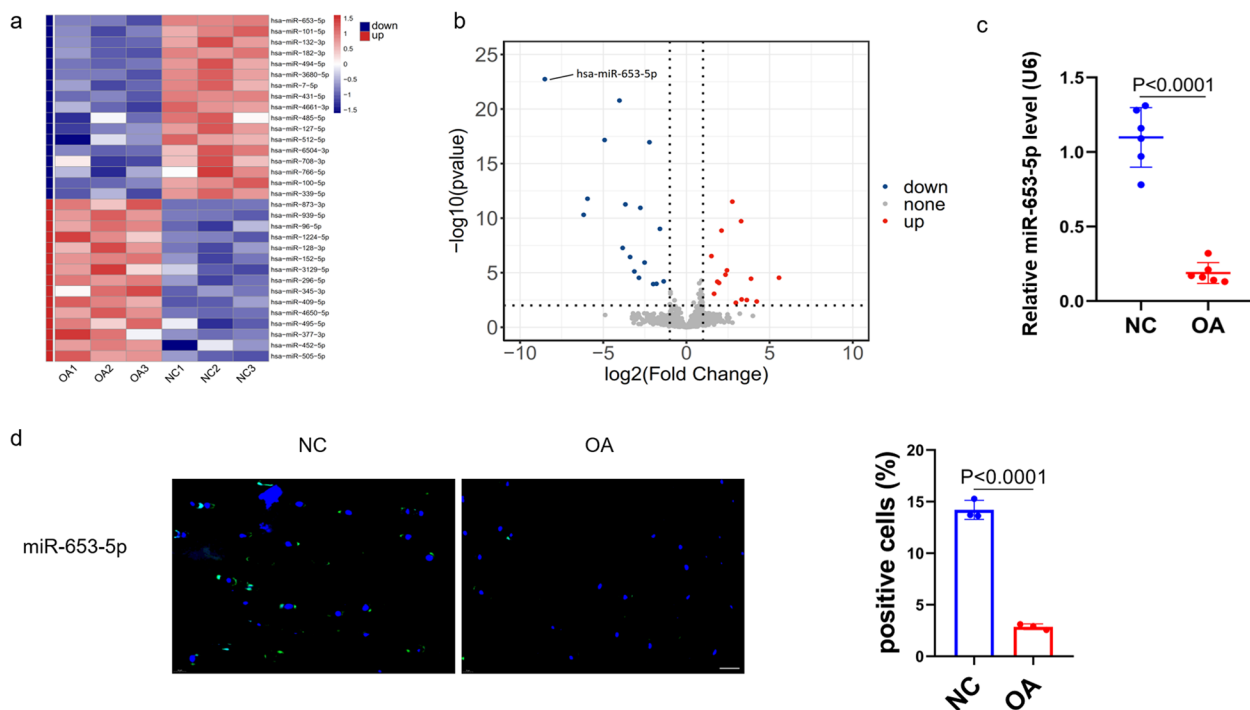 a
hsa-miR-653-5p
hsa-miR-101-5p
hsa-miR-132-3p
hsa-miR-182-3p
hsa-miR-494-5p
hsa-miR-3680-5p
hsa-miR-7-5p
hsa-miR-431-5p
hsa-miR-4661-3p
hsa-miR-485-5p
hsa-miR-127-5p
hsa-miR-512-5p
hsa-miR-6504-3p
hsa-miR-708-3p
hsa-miR-766-5p
hsa-miR-100-5p
hsa-miR-339-5p
hsa-miR-873-3p
hsa-miR-939-5p
hsa-miR-96-5p
hsa-miR-1224-5p
hsa-miR-128-3p
hsa-miR-152-5p
hsa-miR-3129-5p
hsa-miR-296-5p
hsa-miR-345-3p
hsa-miR-409-5p
hsa-miR-4650-5p
hsa-miR-495-5p
hsa-miR-377-3p
hsa-miR-452-5p
hsa-miR-505-5p
OA1 OA2 OA3 NC1 NC2 NC3
1.5
1
0.5
0
−0.5
−1
−1.5
down
up
b
25
20
15
10
5
0
−log10(pvalue)
hsa-miR-653-5p
−10 −5 0 5 10
log2(Fold Change)
down
none
up
c
Relative miR-653-5p level (U6)
1.5
1.0
0.5
0.0
P<0.0001
NC OA
d
NC OA
miR-653-5p
positive cells (%)
20
15
10
5
0
P<0.0001
NC OA